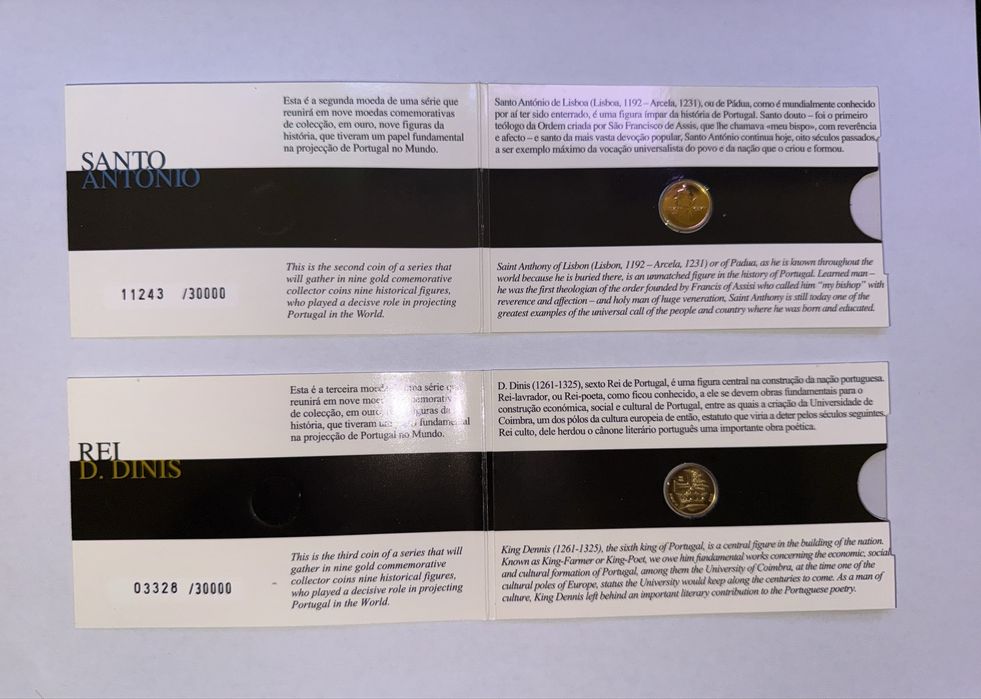 Esta é a segunda moeda de uma série que
reunirá em nove moedas comemorativas
de colecção, em ouro, nove figuras da
história, que tiveram um papel fundamental
na projecção de Portugal no Mundo.
SANTO
ANTÓNIO
This is the second coin of a series that
will gather in nine gold commemorative
collector coins nine historical figures,
who played a decisve role in projecting
Portugal in the World.
11243 /30000
Santo António de Lisboa (Lisboa, 1192 – Arcela, 1231), ou de Pádua, como é mundialmente conhecido
por aí ter sido enterrado, é uma figura ímpar da história de Portugal. Santo douto – foi o primeiro
teólogo da Ordem criada por São Francisco de Assis, que lhe chamava «meu bispo», com reverência
e afecto – e santo da mais vasta devoção popular, Santo António continua hoje, oito séculos passados,
a ser exemplo máximo da vocação universalista do povo e da nação que o criou e formou.
Saint Anthony of Lisbon (Lisbon, 1192 – Arcela, 1231) or of Padua, as he is known throughout the
world because he is buried there, is an unmatched figure in the history of Portugal. Learned man –
he was the first theologian of the order founded by Francis of Assisi who called him "my bishop" with
reverence and affection – and holy man of huge veneration, Saint Anthony is still today one of the
greatest examples of the universal call of the people and country where he was born and educated.
Esta é a terceira uma série
reunirá em nove
de colecção, em figuras da
história, que tiveram fundamental
na projecção de Portugal no Mundo.
REI
D. DINIS
This is the third coin of a series that will
gather in nine gold commemorative
collector coins nine historical figures,
who played a decisive role in projecting
Portugal in the World.
03328 /30000
D. Dinis (1261-1325), sexto Rei de Portugal, é uma figura central na construção da nação portuguesa.
Rei-lavrador, ou Rei-poeta, como ficou conhecido, a ele se devem obras fundamentais para o
construção económica, social e cultural de Portugal, entre as quais a criação da Universidade de
Coimbra, um dos pólos da cultura europeia de então, estatuto que viria a deter pelos séculos seguintes.
Rei culto, dele herdou o cânone literário português uma importante obra poética.
King Dennis (1261-1325), the sixth king of Portugal, is a central figure in the building of the nation.
Known as King-Farmer or King-Poet, we owe him fundamental works concerning the economic, social
and cultural formation of Portugal, among them the University of Coimbra, at the time one of the
cultural poles of Europe, status the University would keep along the centuries to come. As a man of
culture, King Dennis left behind an important literary contribution to the Portuguese poetry.